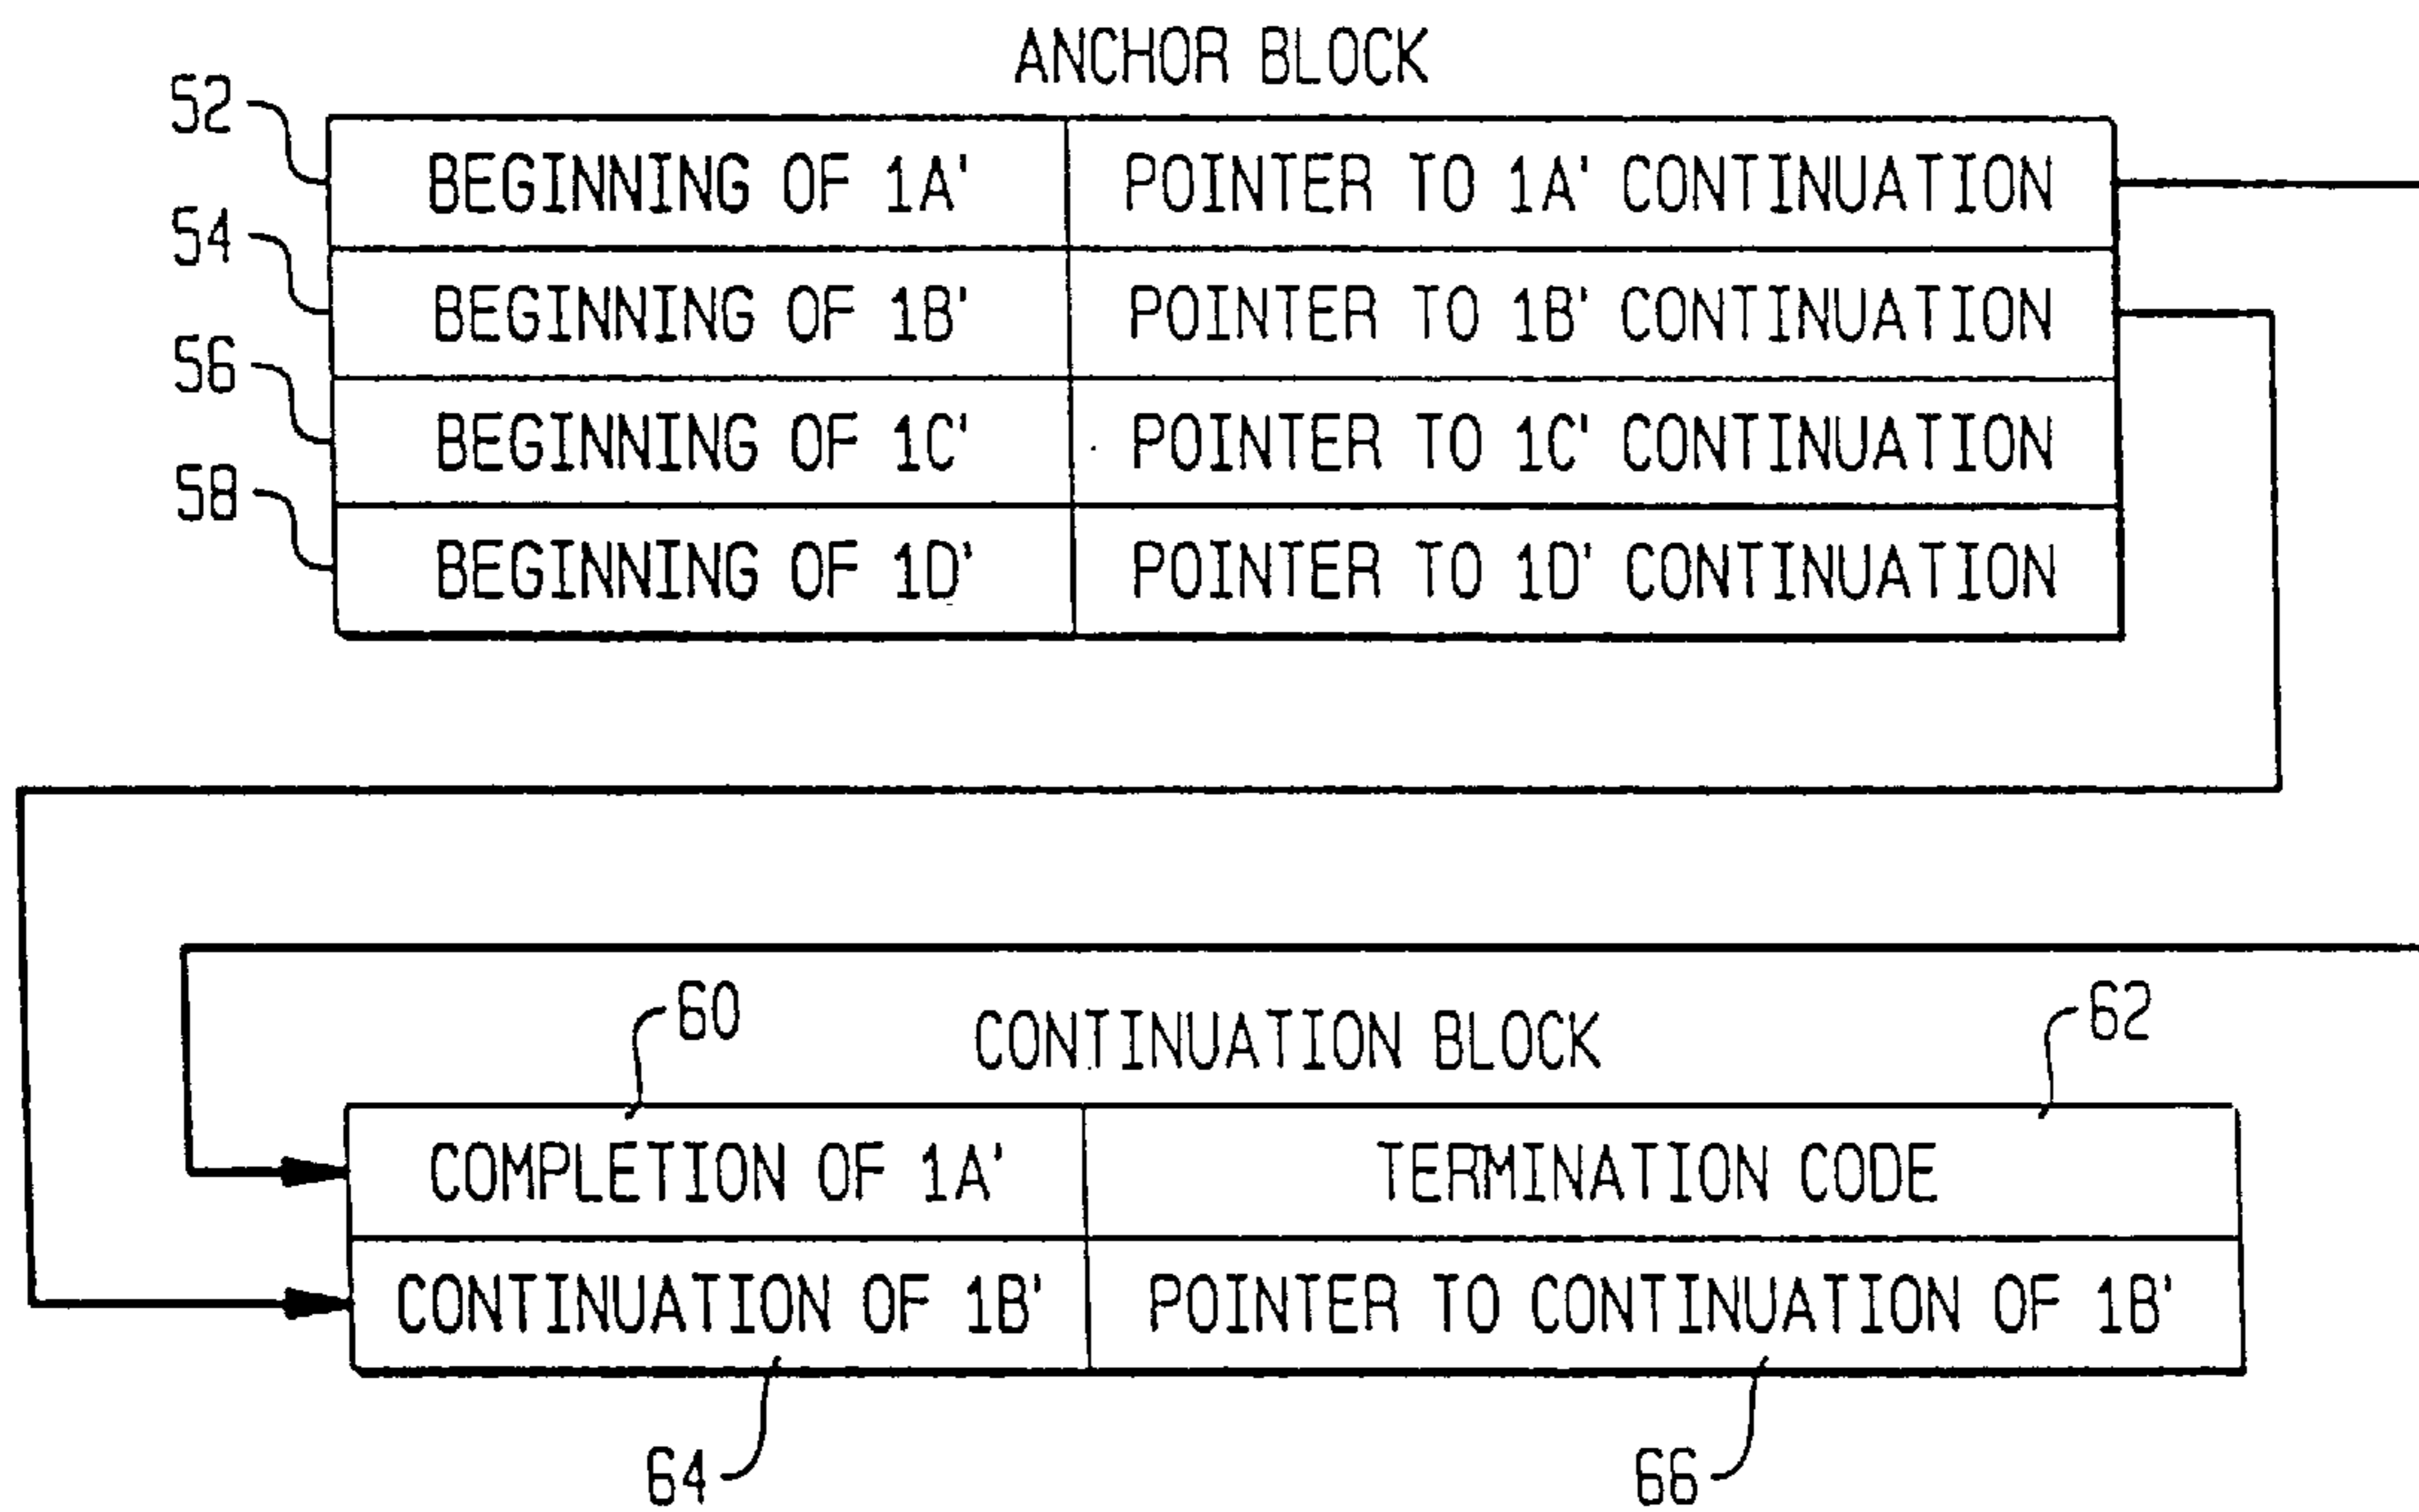 ANCHOR BLOCK
52
BEGINNING OF 1A' POINTER TO 1A' CONTINUATION
54
BEGINNING OF 1B' POINTER TO 1B' CONTINUATION
56
BEGINNING OF 1C' POINTER TO 1C' CONTINUATION
58
BEGINNING OF 1D' POINTER TO 1D' CONTINUATION
60
CONTINUATION BLOCK
62
COMPLETION OF 1A' TERMINATION CODE
CONTINUATION OF 1B' POINTER TO CONTINUATION OF 1B'
64
66